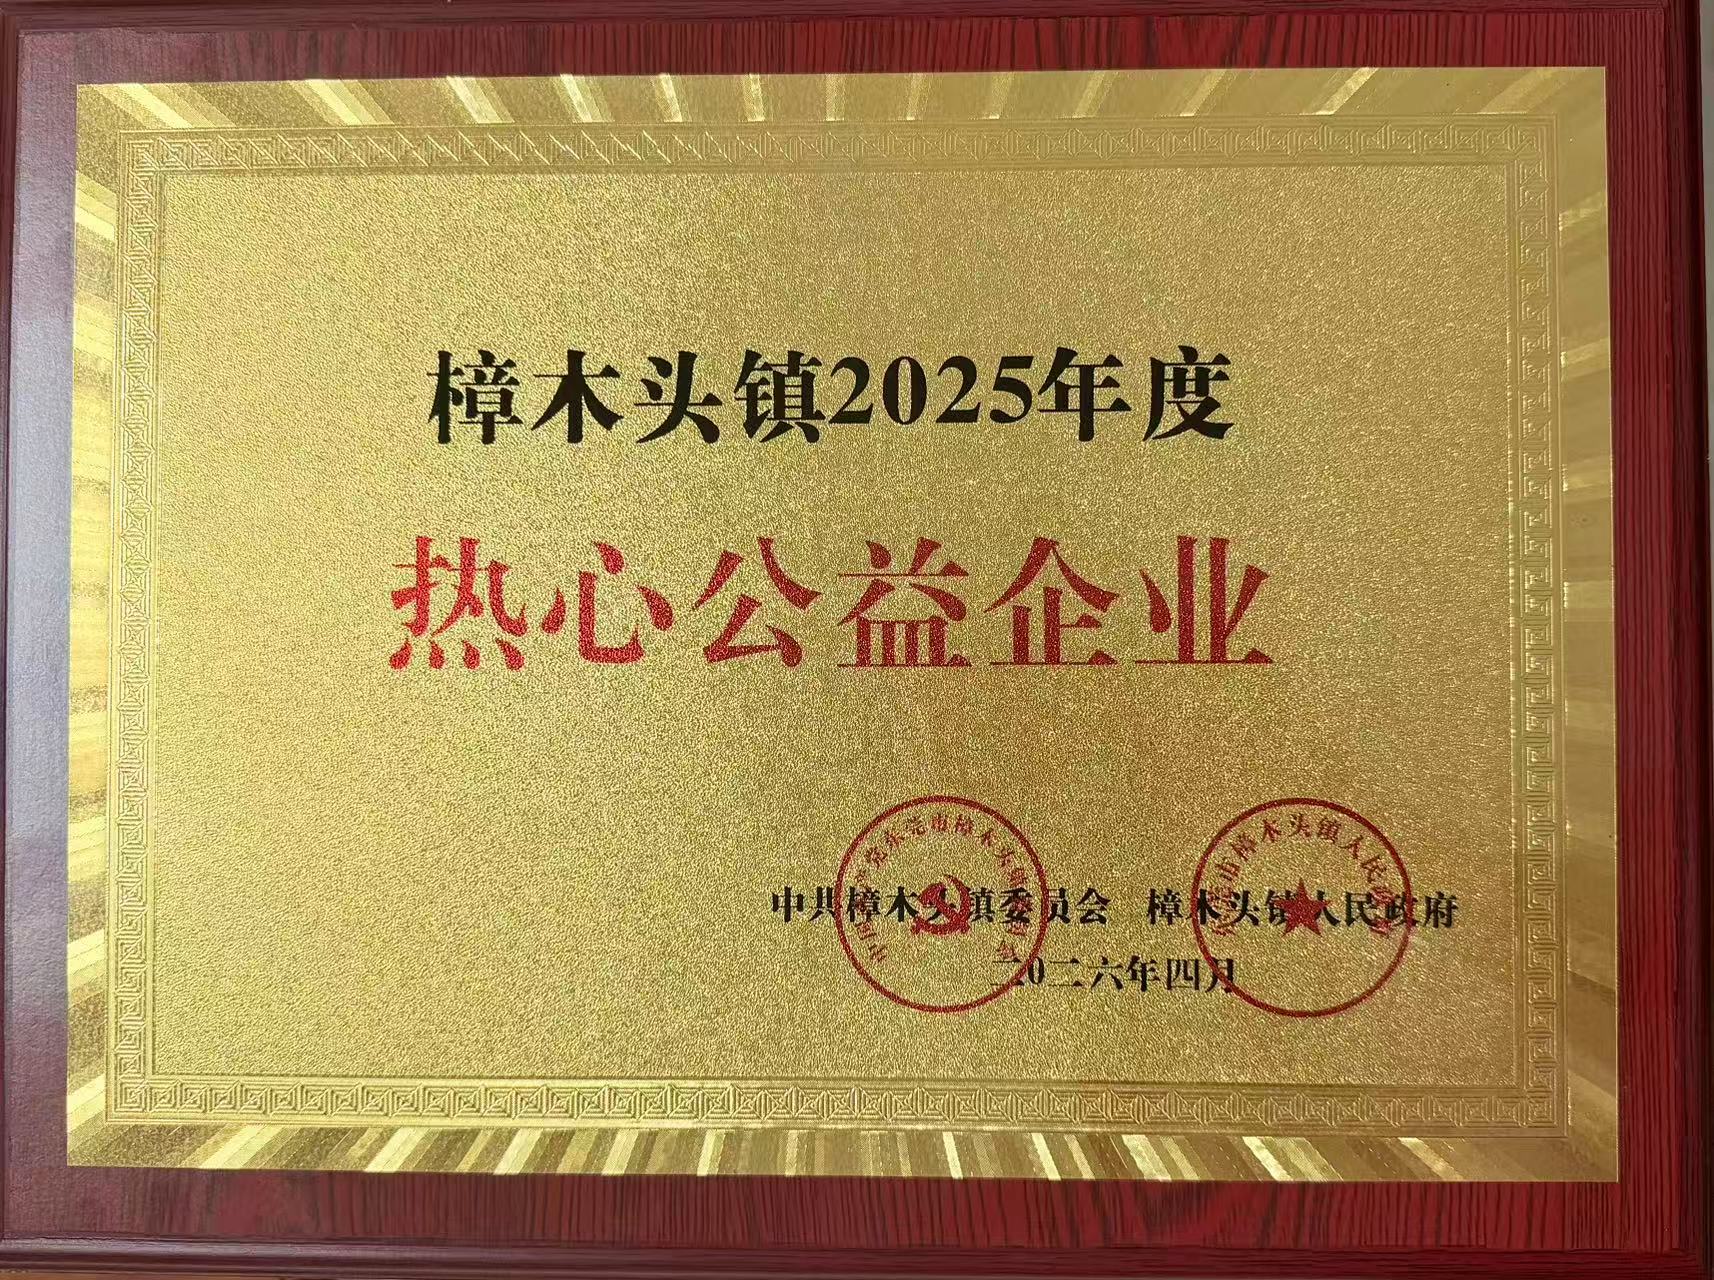 樟木头镇2025年度
热心公益企业
中共樟木头镇委员会 樟木头镇人民政府
二0二六年四月